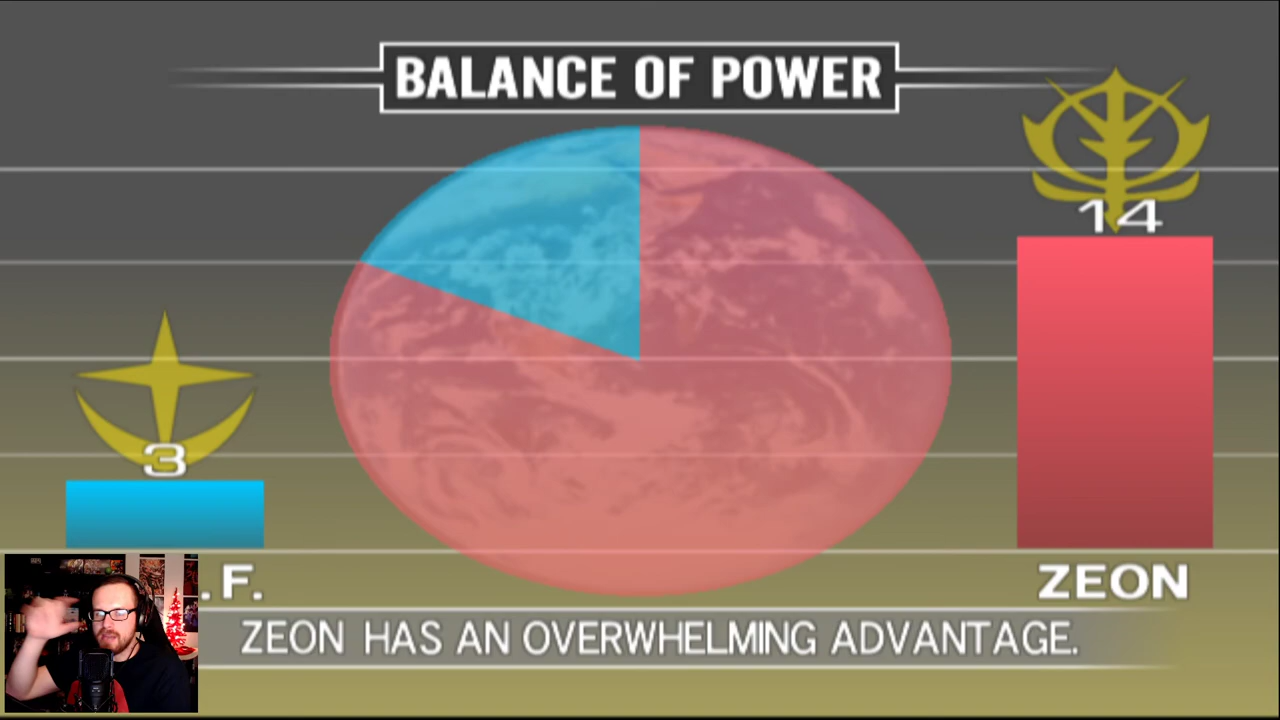 BALANCE OF POWER
14
3
.F.
ZEON
ZEON HAS AN OVERWHELMING ADVANTAGE.